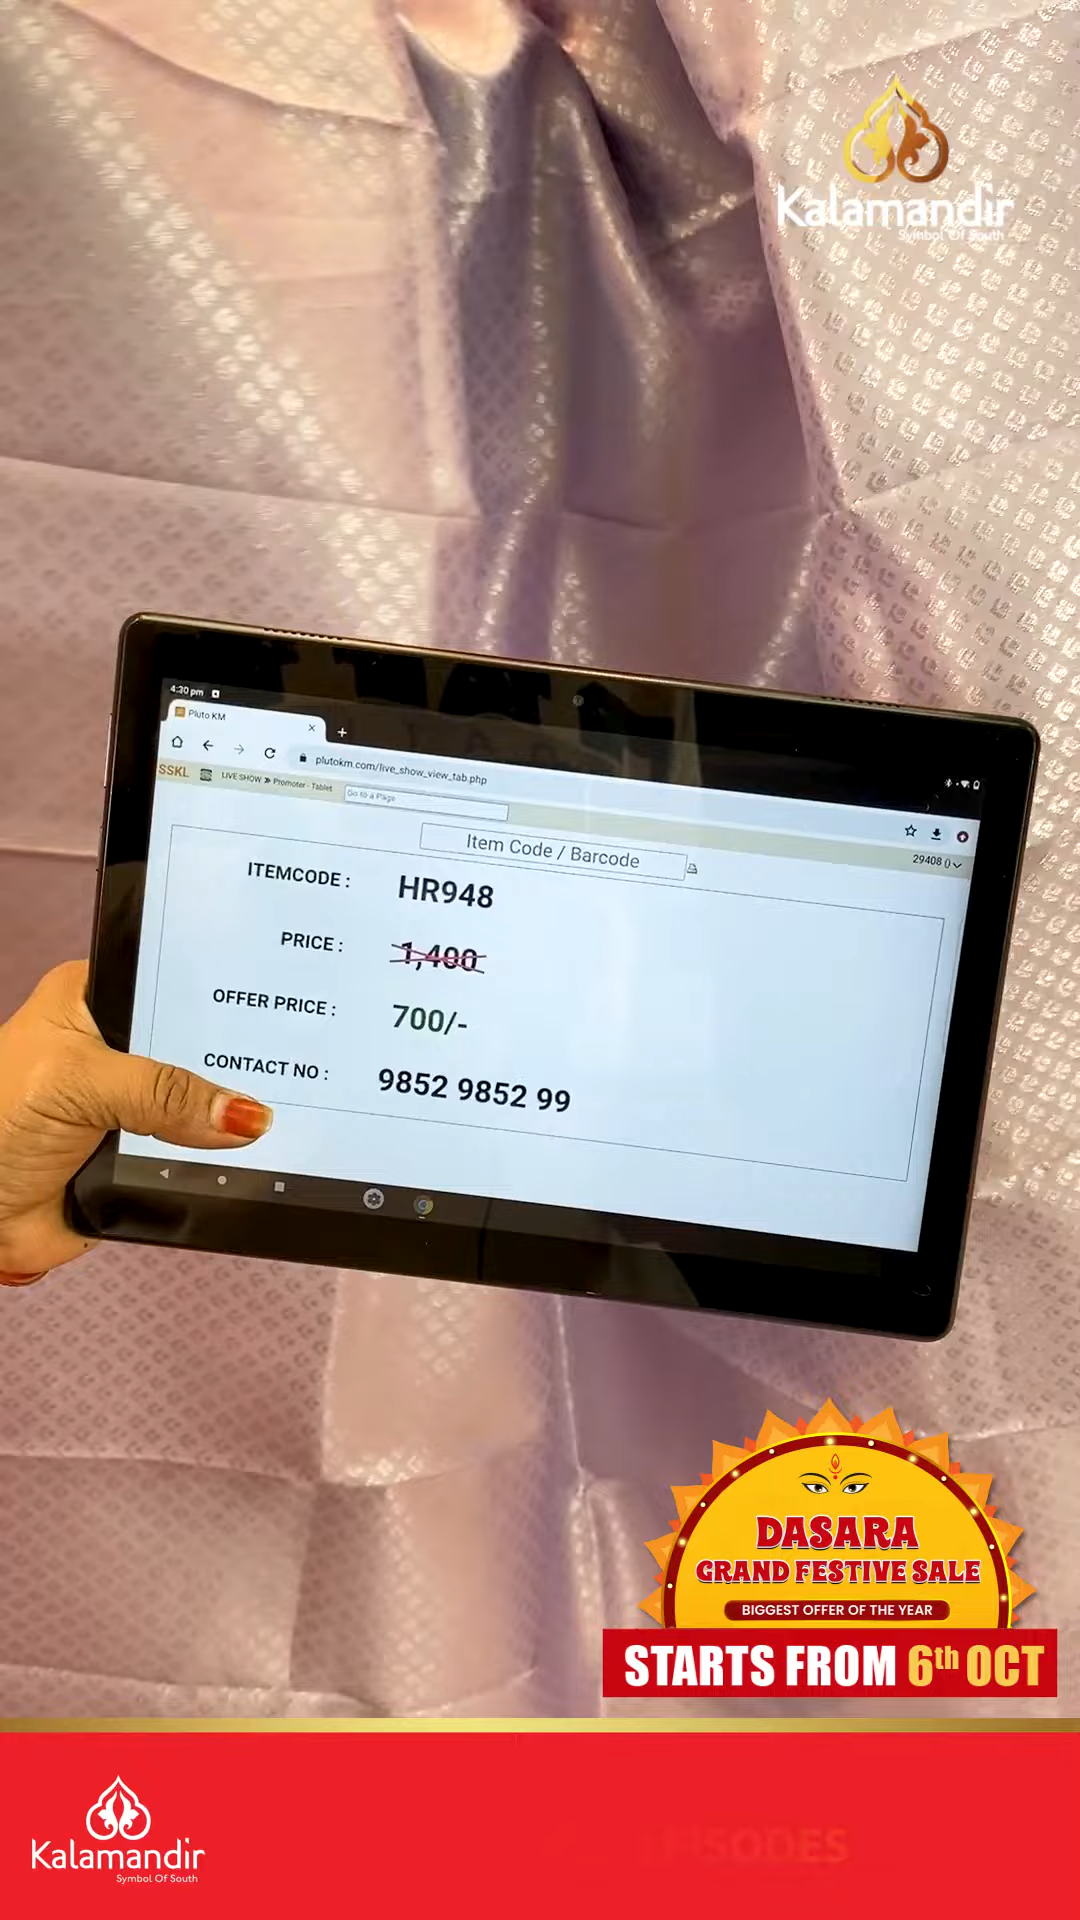 Kalamandir
Symbol Of South
4:30 pm
Pluto KM
plutokm.com/live_show_view_tab.php
SSKL
LIVE SHOW » Promoter - Tablet
Go to a Page
29408 ()
Item Code / Barcode
ITEMCODE : HR948
PRICE : 1,400
OFFER PRICE : 700/-
CONTACT NO : 9852 9852 99
DASARA
GRAND FESTIVE SALE
BIGGEST OFFER OF THE YEAR
STARTS FROM 6th OCT
Kalamandir
Symbol Of South